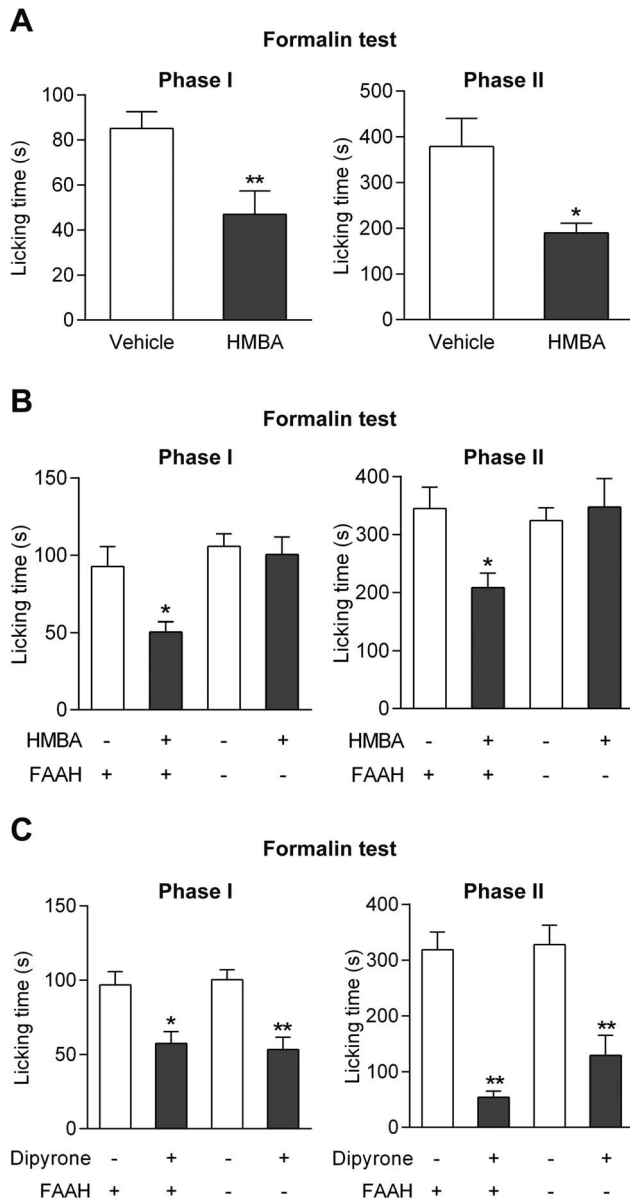 A
Formalin test
Phase I
Phase II
Licking time (s)
100
80
60
40
20
0
**
Vehicle HMBA
Licking time (s)
500
400
300
200
100
0
*
Vehicle HMBA
B
Formalin test
Phase I
Phase II
Licking time (s)
150
100
50
0
*
HMBA - + - +
FAAH + + - -
Licking time (s)
400
300
200
100
0
*
HMBA - + - +
FAAH + + - -
C
Formalin test
Phase I
Phase II
Licking time (s)
150
100
50
0
*
**
Dipyrone - + - +
FAAH + + - -
Licking time (s)
400
300
200
100
0
**
**
Dipyrone - + - +
FAAH + + - -